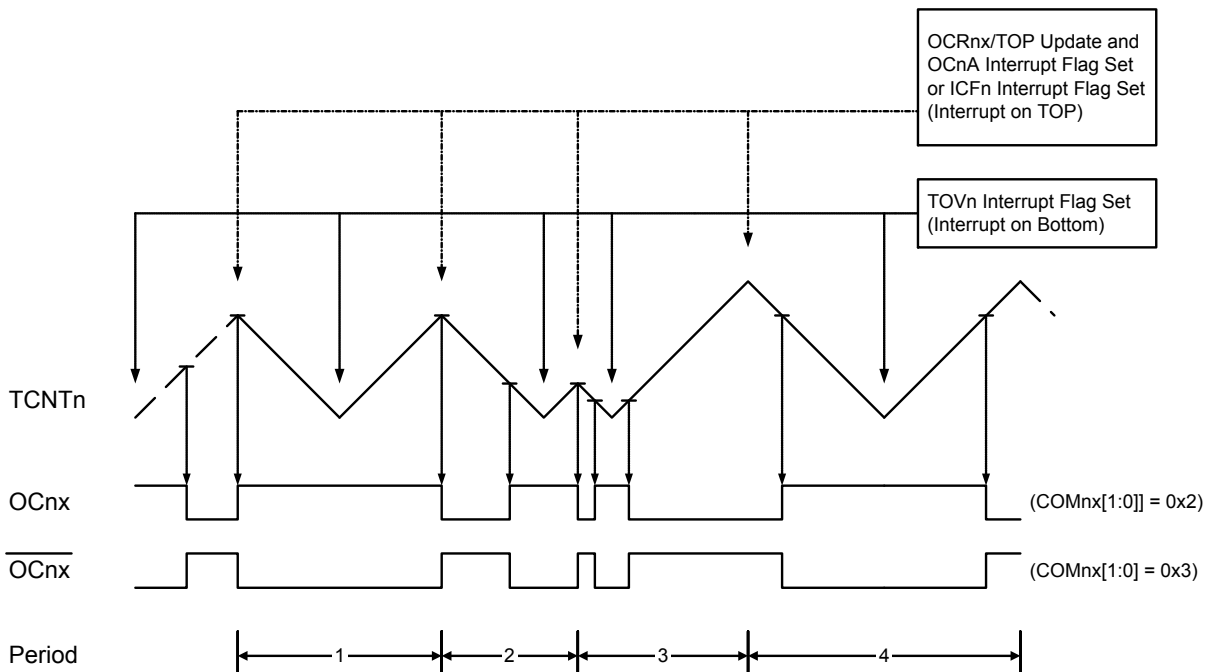 OCRnx/TOP Update and
OCnA Interrupt Flag Set
or ICFn Interrupt Flag Set
(Interrupt on TOP)
TOVn Interrupt Flag Set
(Interrupt on Bottom)
TCNTn
OCnx
(COMnx[1:0]] = 0x2)
OCnx
(COMnx[1:0] = 0x3)
Period
1
2
3
4